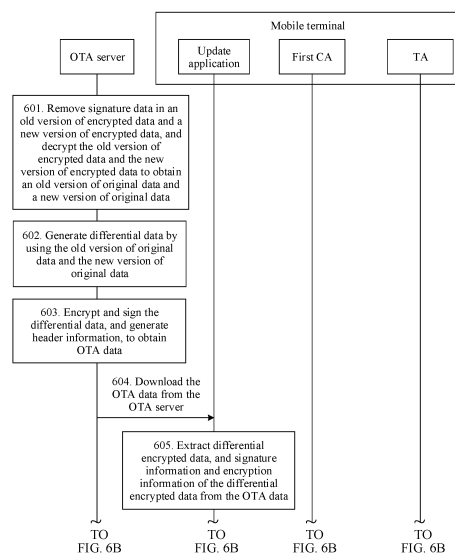 Mobile terminal
OTA server
Update
application
First CA
TA
601. Remove signature data in an
old version of encrypted data and a
new version of encrypted data, and
decrypt the old version of
encrypted data and the new
version of encrypted data to obtain
an old version of original data and
a new version of original data
602. Generate differential data by
using the old version of original
data and the new version of
original data
603. Encrypt and sign the
differential data, and generate
header information, to obtain
OTA data
604. Download the
OTA data from the
OTA server
605. Extract differential
encrypted data, and signature
information and encryption
information of the differential
encrypted data from the OTA data
TO
FIG. 6B
TO
FIG. 6B
TO
FIG. 6B
TO
FIG. 6B